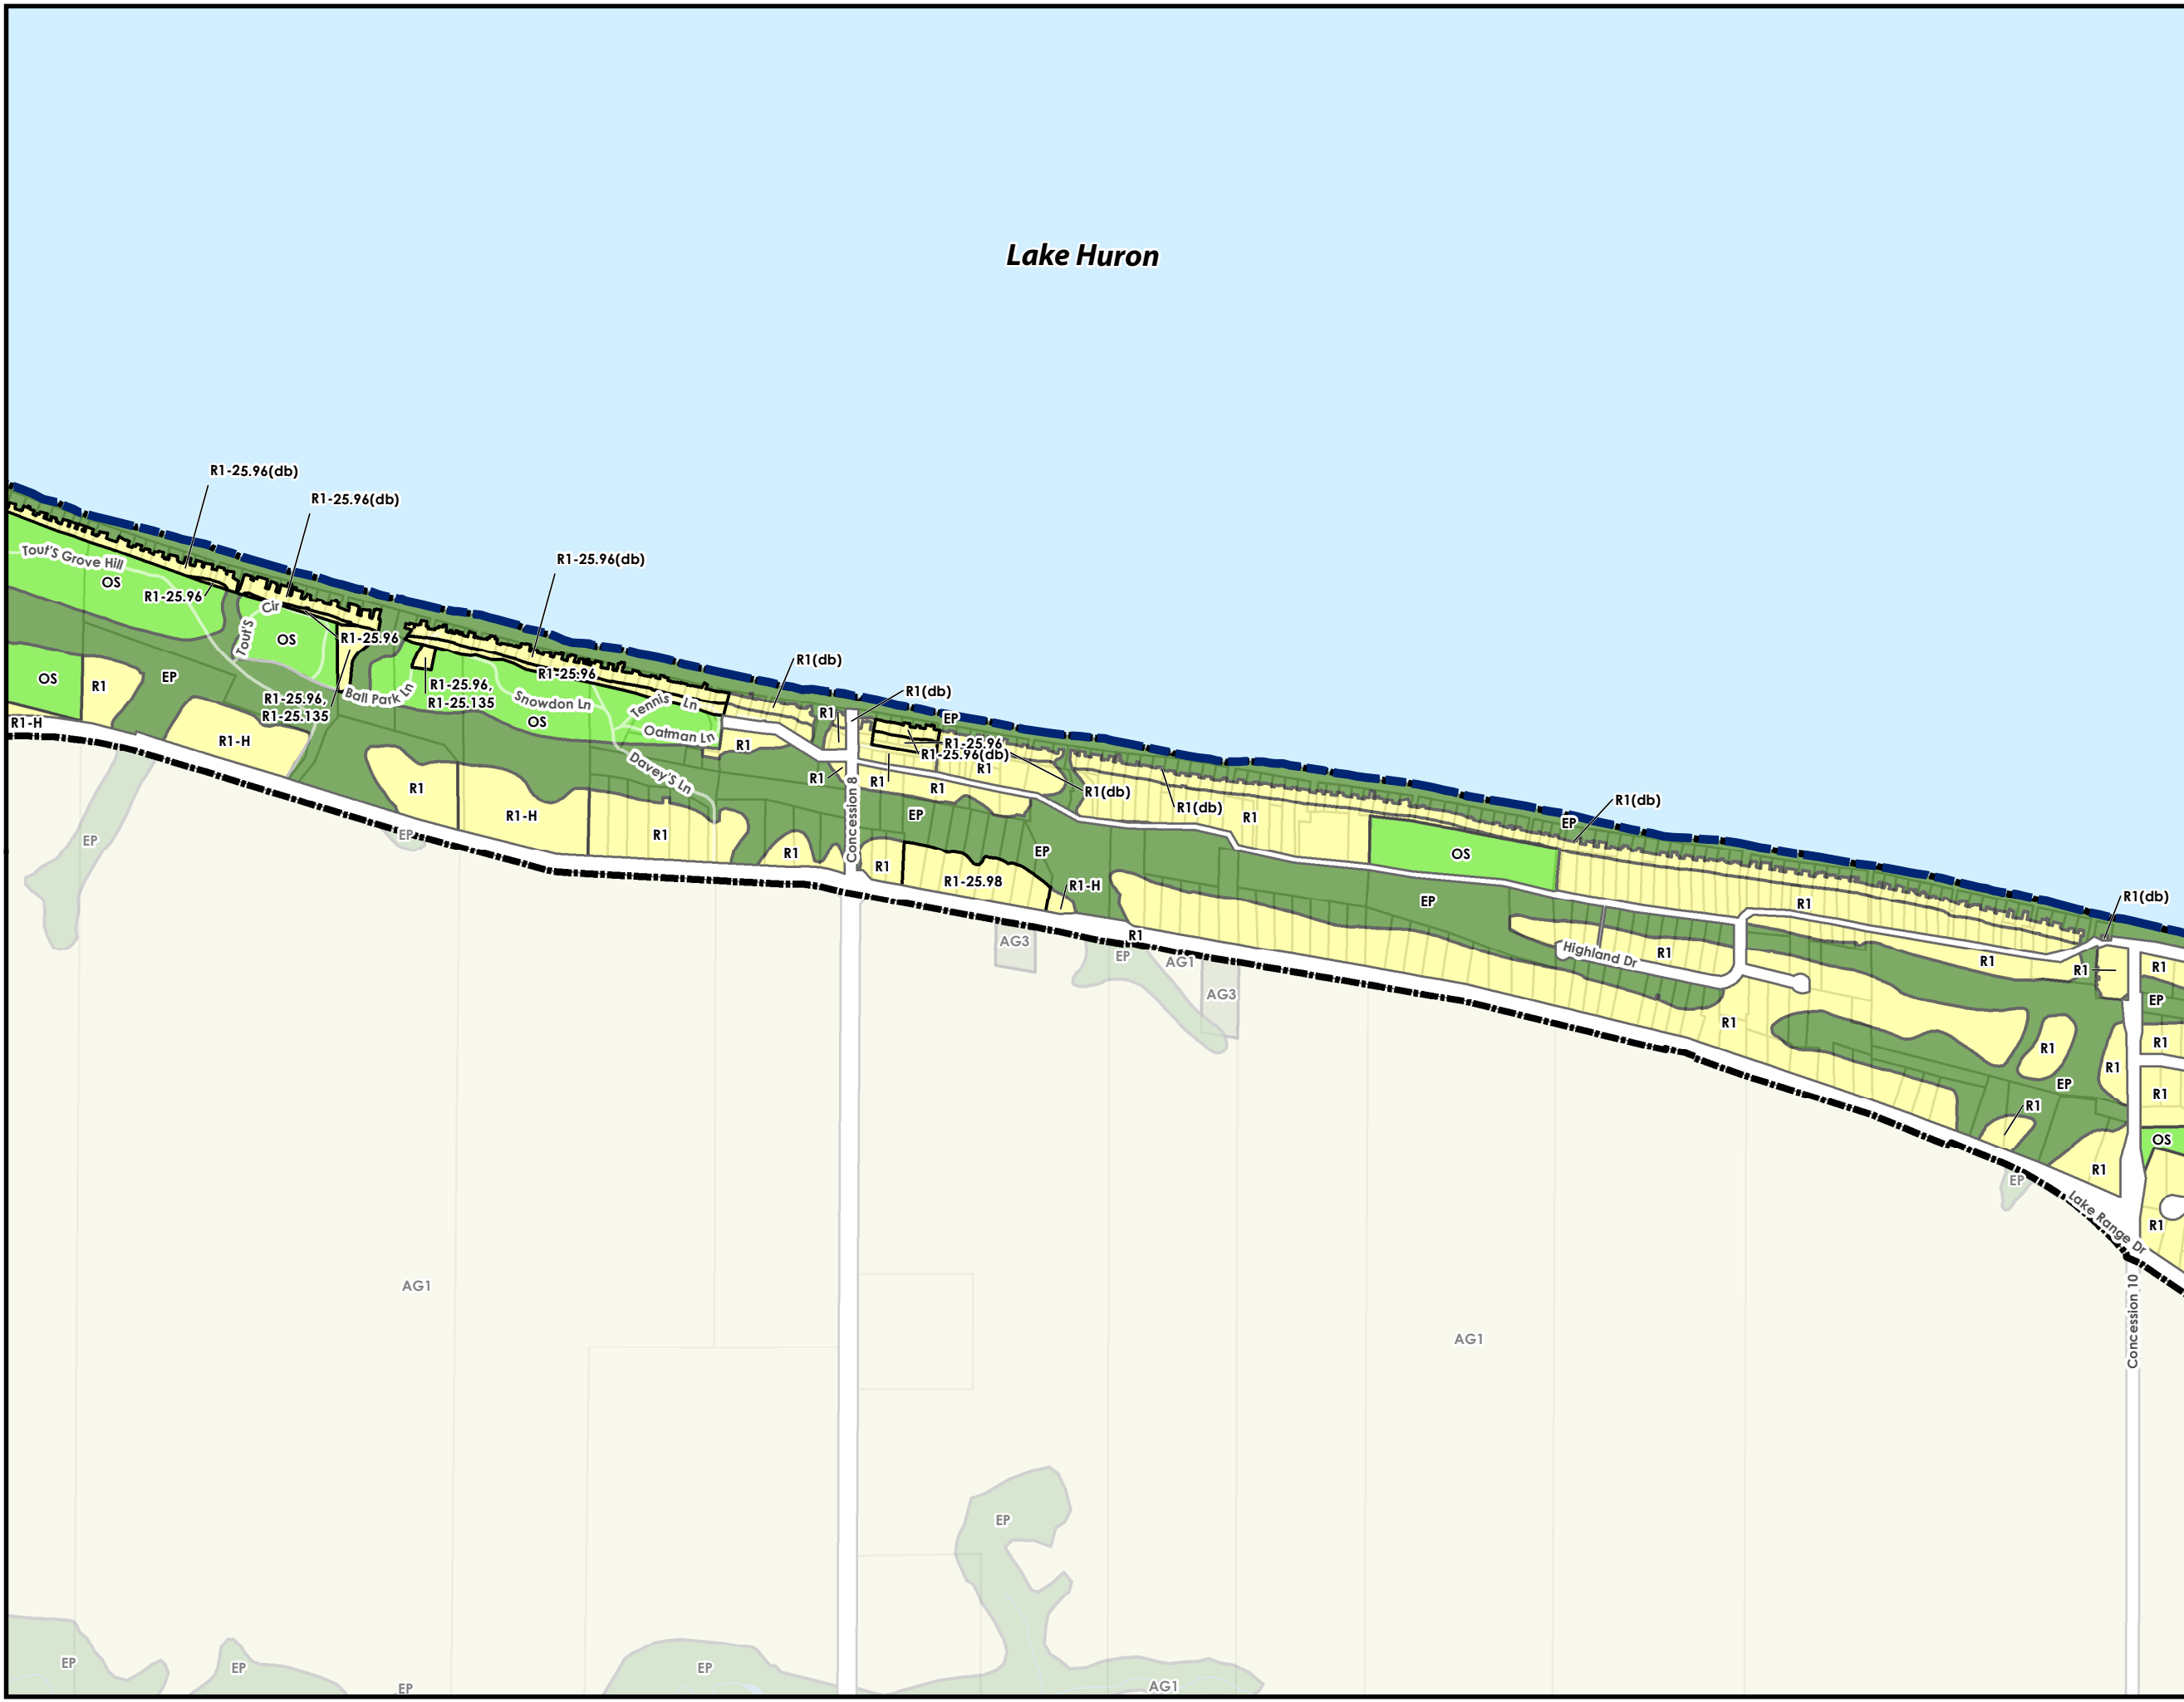 Lake Huron
R1-25.96(db)
R1-25.96(db)
R1-25.96(db)
Tout'S Grove Hill
OS
R1-25.96
Cir
Tout'S
OS
R1-25.96
R1-25.96,
R1-25.135
Ball Park Ln
R1-25.96,
R1-25.135
R1-25.96
Snowdon Ln
OS
Tennis Ln
Oatman Ln
Davey'S Ln
OS
R1
EP
R1-H
R1-H
R1
R1-H
R1
R1
R1(db)
R1
R1(db)
EP
R1-25.96
R1-25.96(db)
R1
R1
R1
R1
R1
Concession 8
R1(db)
R1(db)
R1
EP
EP
R1
R1-25.98
R1-H
R1(db)
EP
OS
EP
R1
R1
Highland Dr
R1
R1
R1
R1(db)
R1
R1
EP
R1
R1
R1
R1
EP
R1
R1
OS
R1
Lake Range Dr
Concession 10
EP
EP
AG3
EP
AG1
AG3
EP
AG1
AG1
EP
EP
EP
EP
EP
AG1